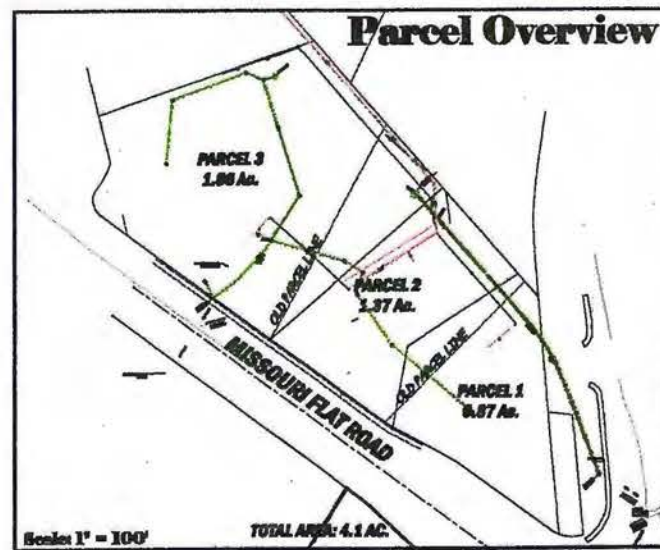 Parcel Overview
PARCEL 3
1.86 Ac.
OLD PARCEL LINE
PARCEL 2
1.37 Ac.
OLD PARCEL LINE
PARCEL 1
0.87 Ac.
MISSOURI FLAT ROAD
Scale: 1" = 100'
TOTAL AREA: 4.1 AC.